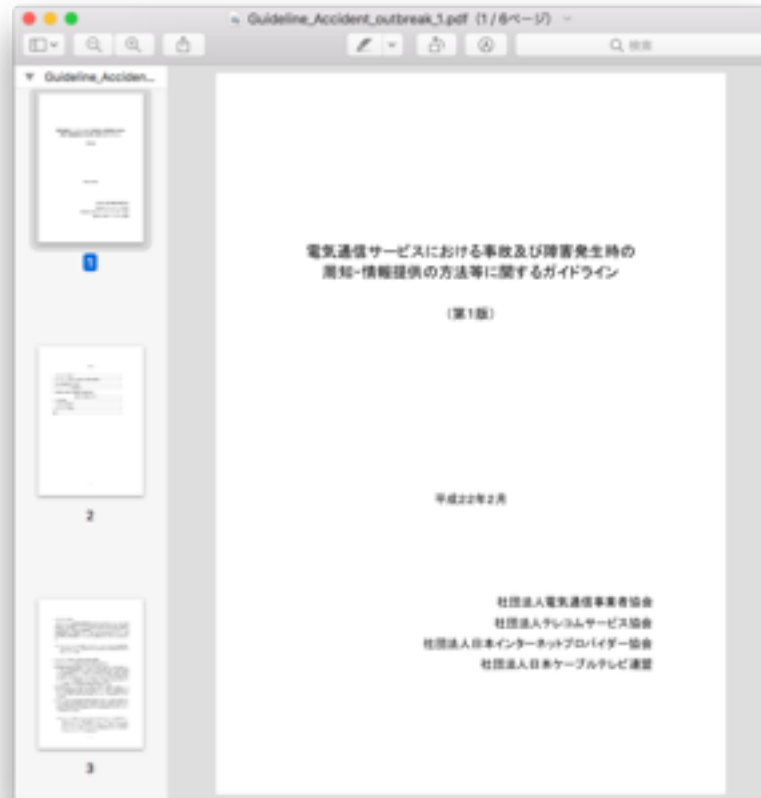 Guideline_Accident_outbreak_1.pdf (1 / 6ページ)
検索
Guideline_Acciden...
1
2
3
電気通信サービスにおける事故及び障害発生時の
周知・情報提供の方法等に関するガイドライン
(第1版)
平成22年2月
社団法人電気通信事業者協会
社団法人テレコムサービス協会
社団法人日本インターネットプロバイダー協会
社団法人日本ケーブルテレビ連盟